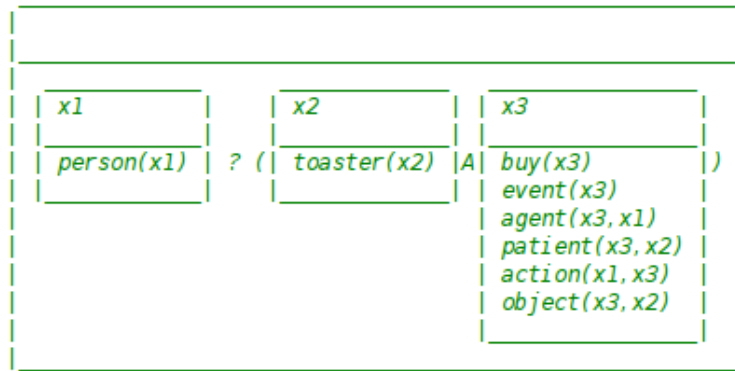 x1 x2 x3
person(x1) ? ( toaster(x2) A buy(x3) )
event(x3)
agent(x3,x1)
patient(x3,x2)
action(x1,x3)
object(x3,x2)